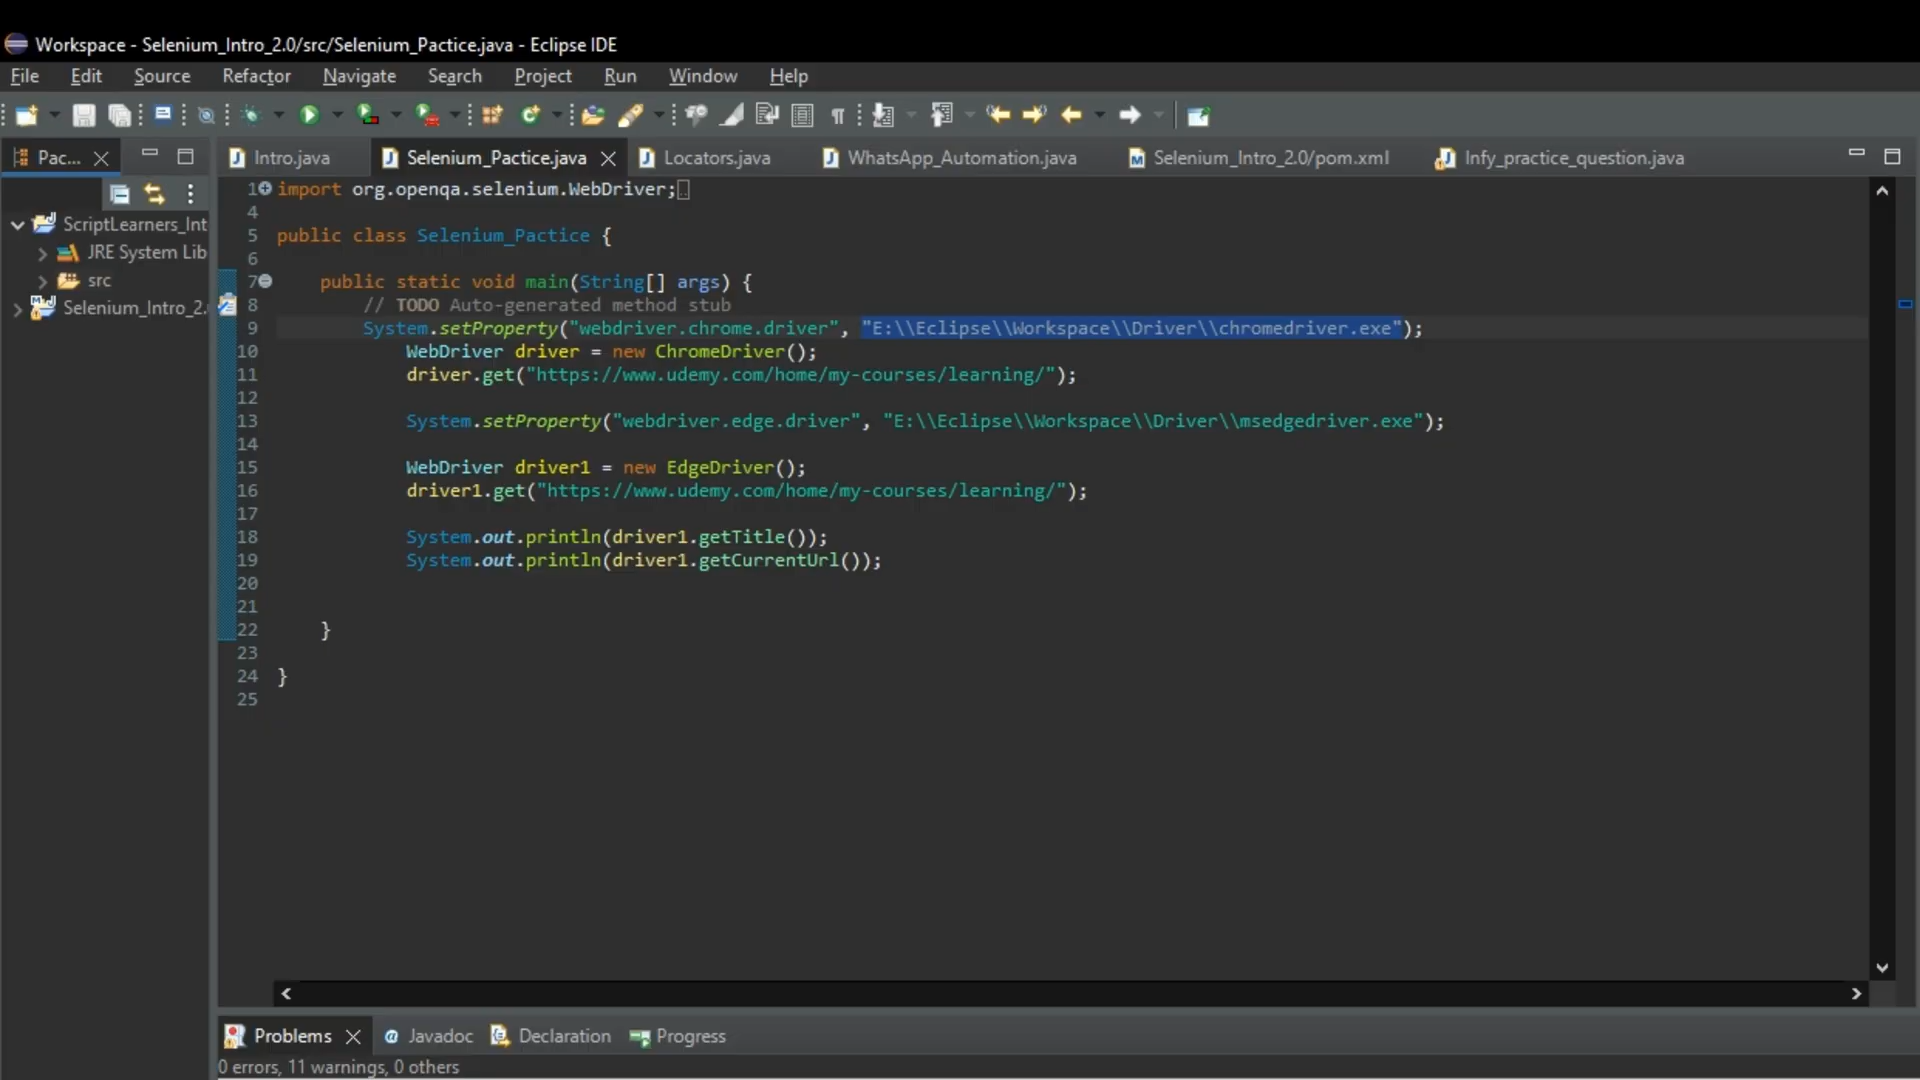 Workspace - Selenium_Intro_2.0/src/Selenium_Pactice.java - Eclipse IDE
File Edit Source Refactor Navigate Search Project Run Window Help
Pac... Intro.java Selenium_Pactice.java Locators.java WhatsApp_Automation.java Selenium_Intro_2.0/pom.xml Infy_practice_question.java
ScriptLearners_Int
JRE System Lib
src
Selenium_Intro_2.
1 import org.openqa.selenium.WebDriver;
4
5 public class Selenium_Pactice {
6
7 public static void main(String[] args) {
8 // TODO Auto-generated method stub
9 System.setProperty("webdriver.chrome.driver", "E:\\Eclipse\\Workspace\\Driver\\chromedriver.exe");
10 WebDriver driver = new ChromeDriver();
11 driver.get("https://www.udemy.com/home/my-courses/learning/");
12
13 System.setProperty("webdriver.edge.driver", "E:\\Eclipse\\Workspace\\Driver\\msedgedriver.exe");
14
15 WebDriver driver1 = new EdgeDriver();
16 driver1.get("https://www.udemy.com/home/my-courses/learning/");
17
18 System.out.println(driver1.getTitle());
19 System.out.println(driver1.getCurrentUrl());
20
21
22 }
23
24 }
25
Problems Javadoc Declaration Progress
0 errors, 11 warnings, 0 others